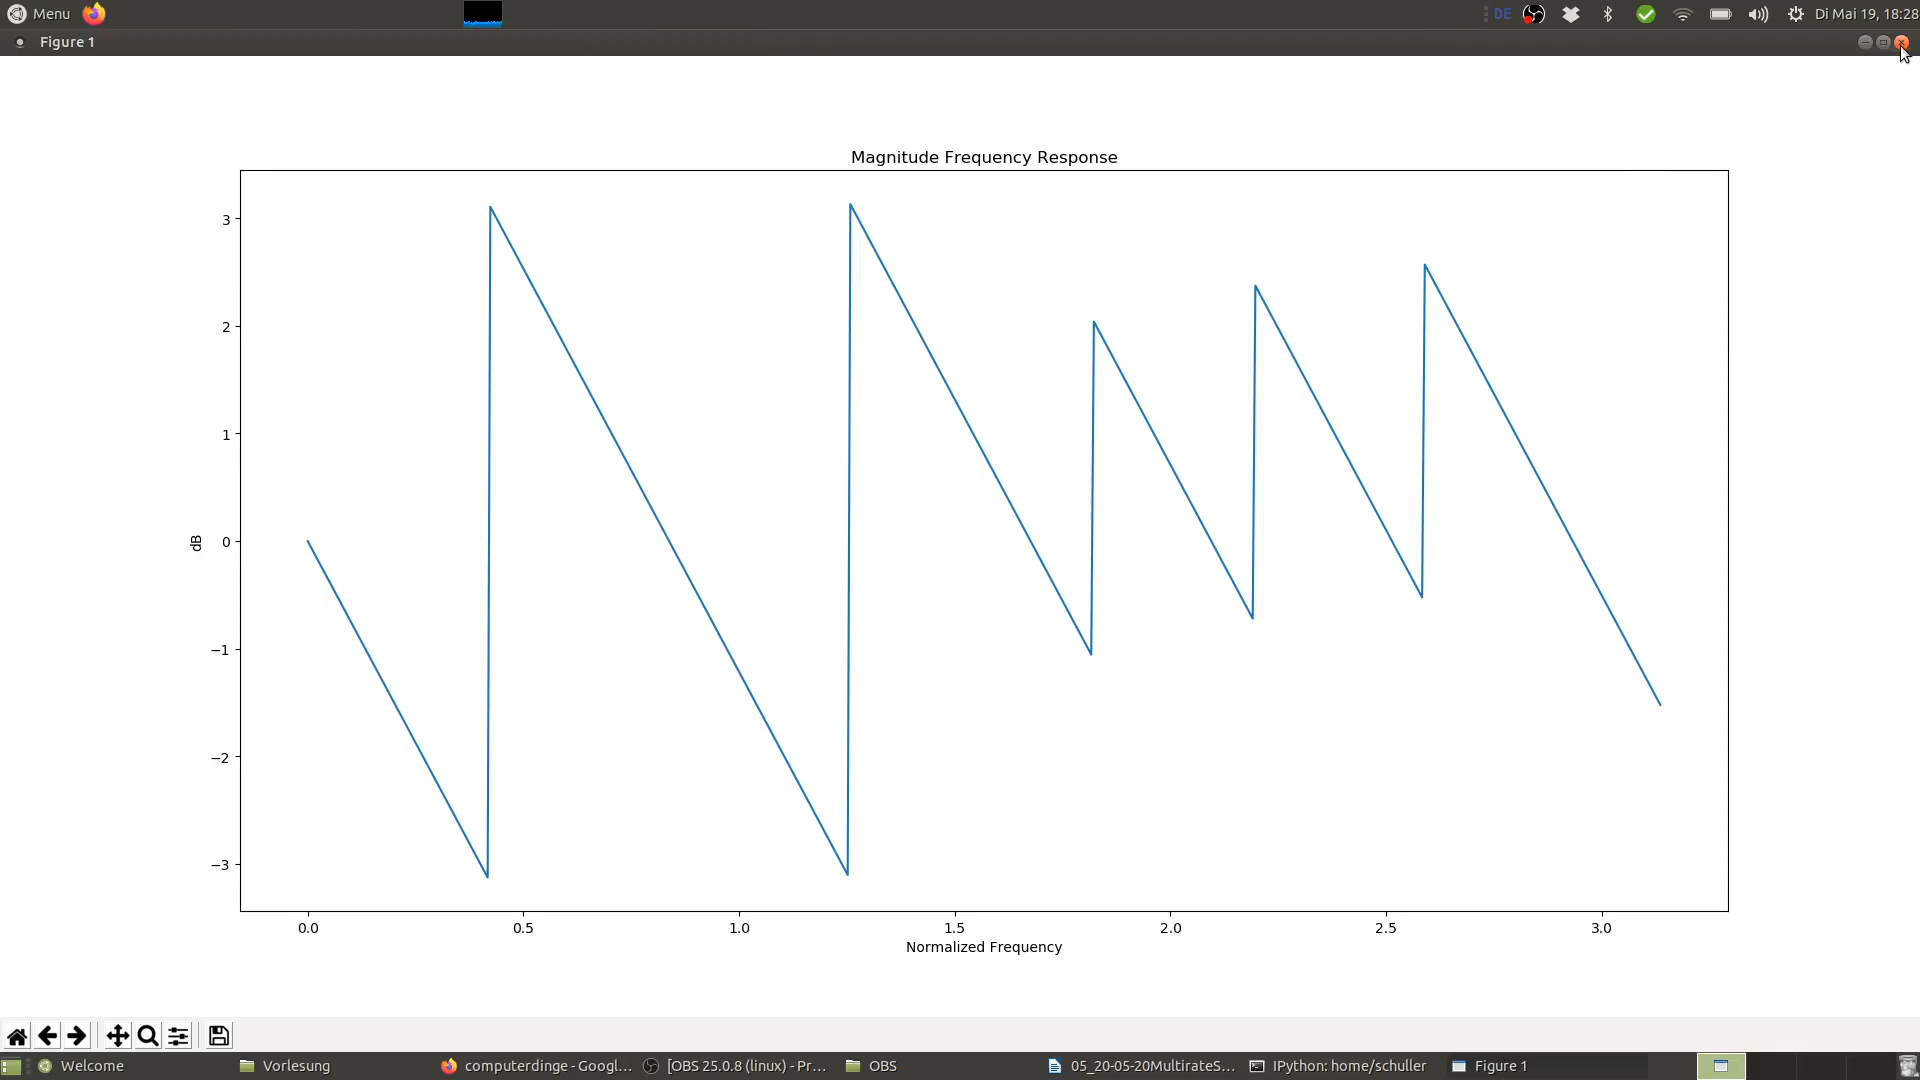 Menu
DE
Di Mai 19, 18:28
Figure 1
Magnitude Frequency Response
3
2
1
0
−1
−2
−3
dB
0.0 0.5 1.0 1.5 2.0 2.5 3.0
Normalized Frequency
Welcome Vorlesung computerdinge - Googl... [OBS 25.0.8 (linux) - Pr... OBS 05_20-05-20MultirateS... IPython: home/schuller Figure 1